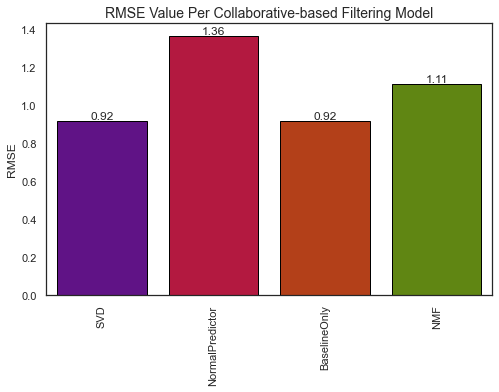 RMSE Value Per Collaborative-based Filtering Model
RMSE
1.4
1.2
1.0
0.8
0.6
0.4
0.2
0.0
0.92
1.36
0.92
1.11
SVD
NormalPredictor
BaselineOnly
NMF